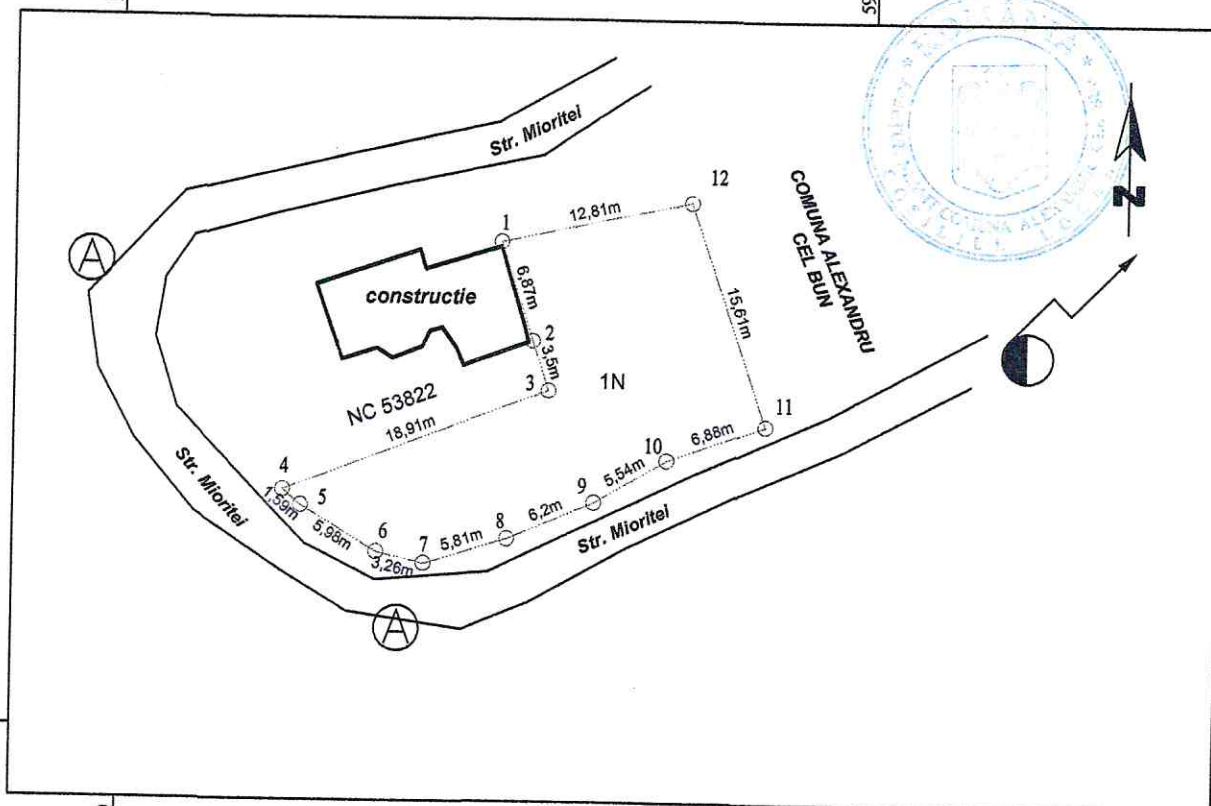 59
ROMÂNIA
Str. Mioritei
12
1
12,81m
COMUNA ALEXANDRU
CEL BUN
N
A
constructie
6,87m
15,61m
2
3,5m
3
1N
NC 53822
18,91m
11
6,88m
10
4
5
1,59m
Str. Mioritei
5,98m
5,54m
9
6,2m
8
6
7
5,81m
3,26m
Str. Mioritei
A